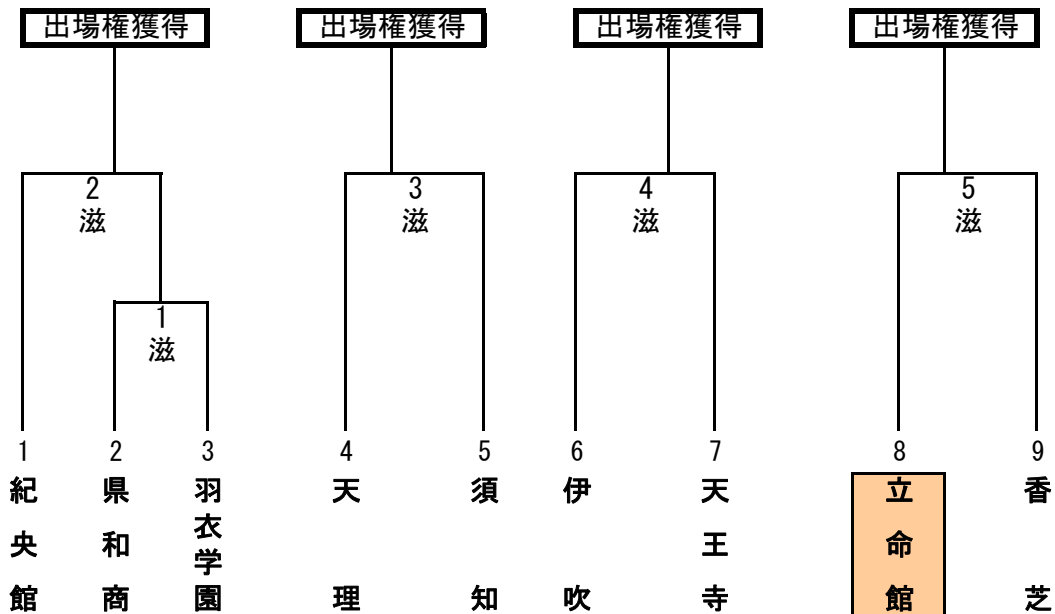 出場権獲得 出場権獲得 出場権獲得 出場権獲得
2 3 4 5
滋 滋 滋 滋
1
滋
1 2 3 4 5 6 7 8 9
紀央館
県和商
羽衣学園
天理
須知
伊吹
天王寺
立命館
香芝